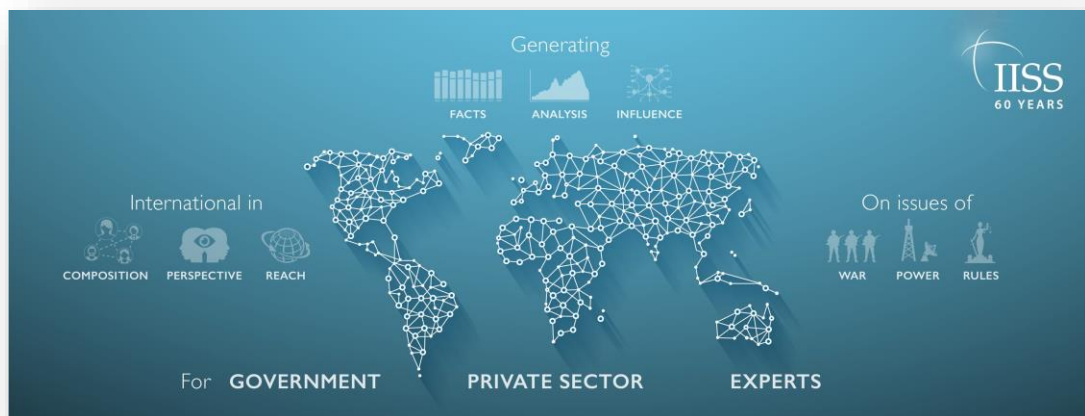 Generating
FACTS ANALYSIS INFLUENCE
IISS
60 YEARS
International in
COMPOSITION PERSPECTIVE REACH
On issues of
WAR POWER RULES
For GOVERNMENT PRIVATE SECTOR EXPERTS